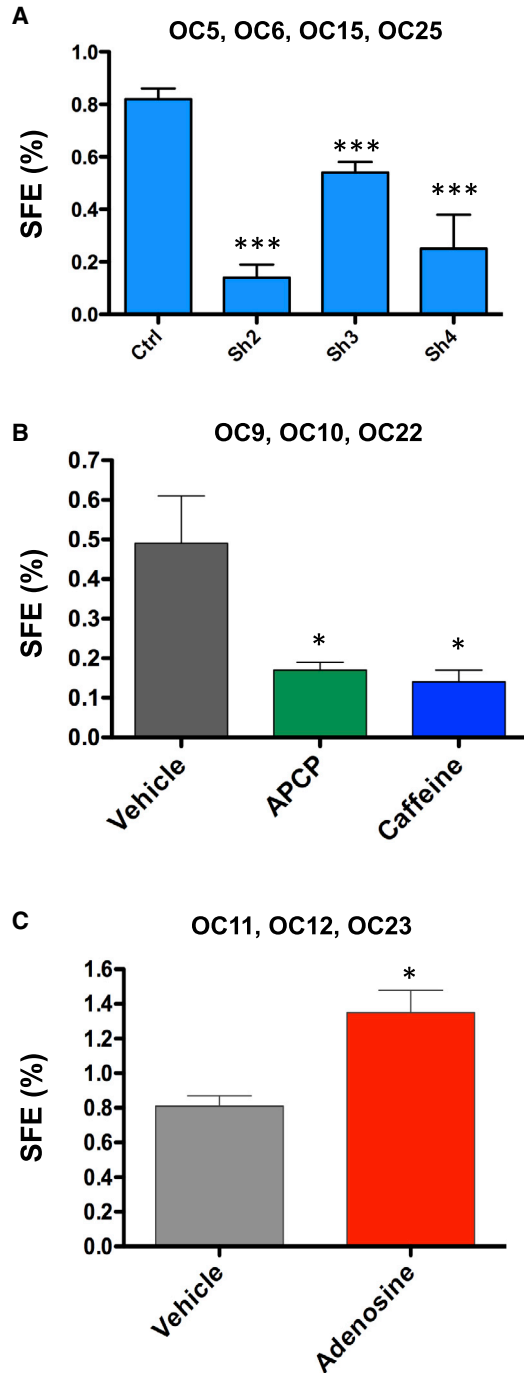 A
OC5, OC6, OC15, OC25
SFE (%)
1.0
0.8
0.6
0.4
0.2
0.0
***
***
***
Ctrl
Sh2
Sh3
Sh4
B
OC9, OC10, OC22
SFE (%)
0.7
0.6
0.5
0.4
0.3
0.2
0.1
0.0
*
*
Vehicle
APCP
Caffeine
C
OC11, OC12, OC23
SFE (%)
1.6
1.4
1.2
1.0
0.8
0.6
0.4
0.2
0.0
*
Vehicle
Adenosine